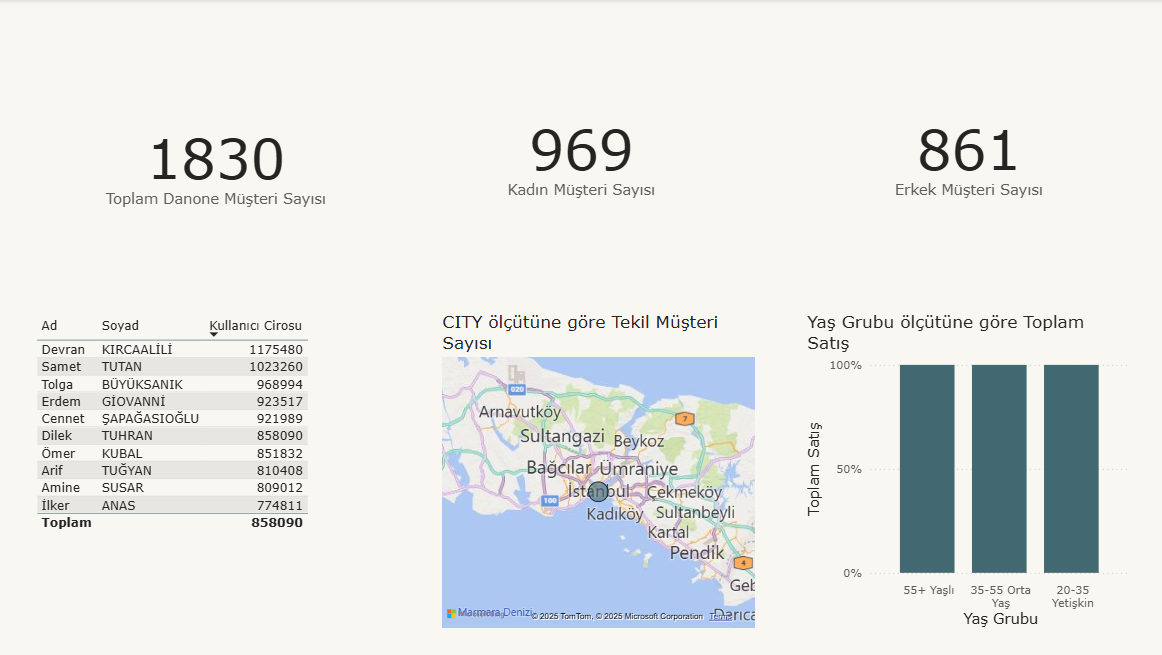 1830
Toplam Danone Müşteri Sayısı
969
Kadın Müşteri Sayısı
861
Erkek Müşteri Sayısı
Ad Soyad Kullanıcı Cirosu
Devran KIRCAALİLİ 1175480
Samet TUTAN 1023260
Tolga BÜYÜKSANIK 968994
Erdem GİOVANNİ 923517
Cennet ŞAPAĞASIOĞLU 921989
Dilek TUHRAN 858090
Ömer KUBAL 851832
Arif TUĞYAN 810408
Amine SUSAR 809012
İlker ANAS 774811
Toplam 858090
CITY ölçütüne göre Tekil Müşteri
Sayısı
020
Arnavutköy
7
Sultangazi
Beykoz
Bağcılar
Ümraniye
İstanbul
Çekmeköy
100
Kadıköy
Sultanbeyli
Kartal
Pendik
4
Geb
Darıca
Marmara Denizi
© 2025 TomTom, © 2025 Microsoft Corporation Terms
Yaş Grubu ölçütüne göre Toplam
Satış
Toplam Satış
100%
50%
0%
55+ Yaşlı
35-55 Orta
Yaş
20-35
Yetişkin
Yaş Grubu